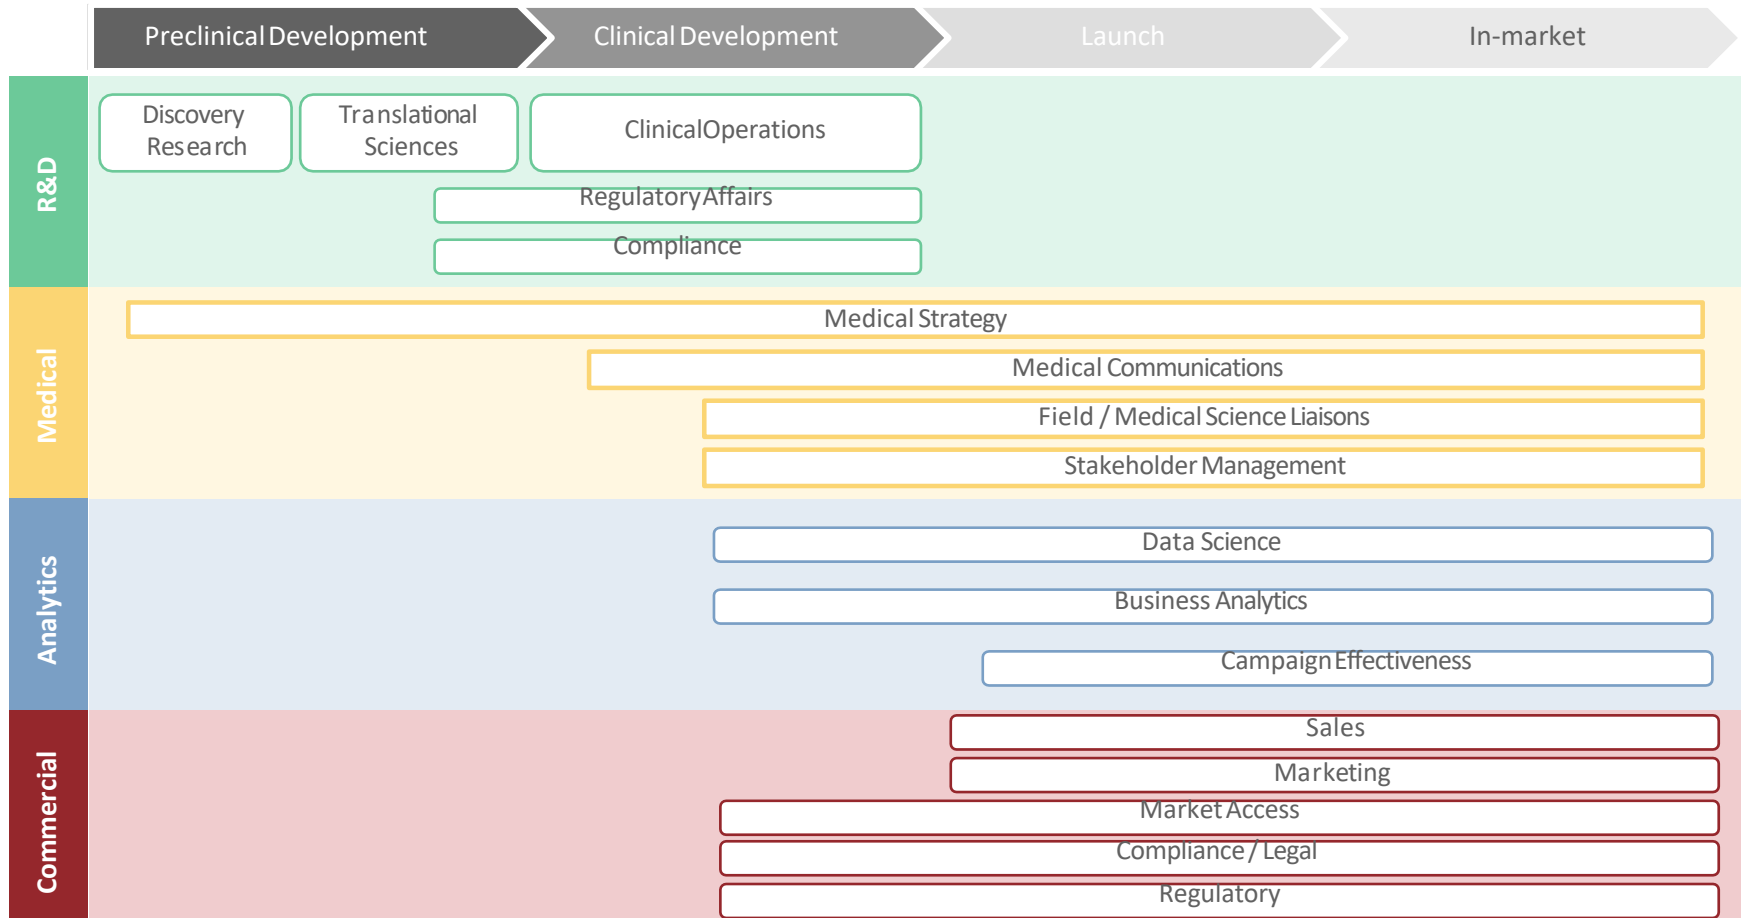 Preclinical Development
Clinical Development
Launch
In-market
R&D
Discovery
Research
Translational
Sciences
Clinical Operations
Regulatory Affairs
Compliance
Medical
Medical Strategy
Medical Communications
Field / Medical Science Liaisons
Stakeholder Management
Analytics
Data Science
Business Analytics
Campaign Effectiveness
Commercial
Sales
Marketing
Market Access
Compliance / Legal
Regulatory